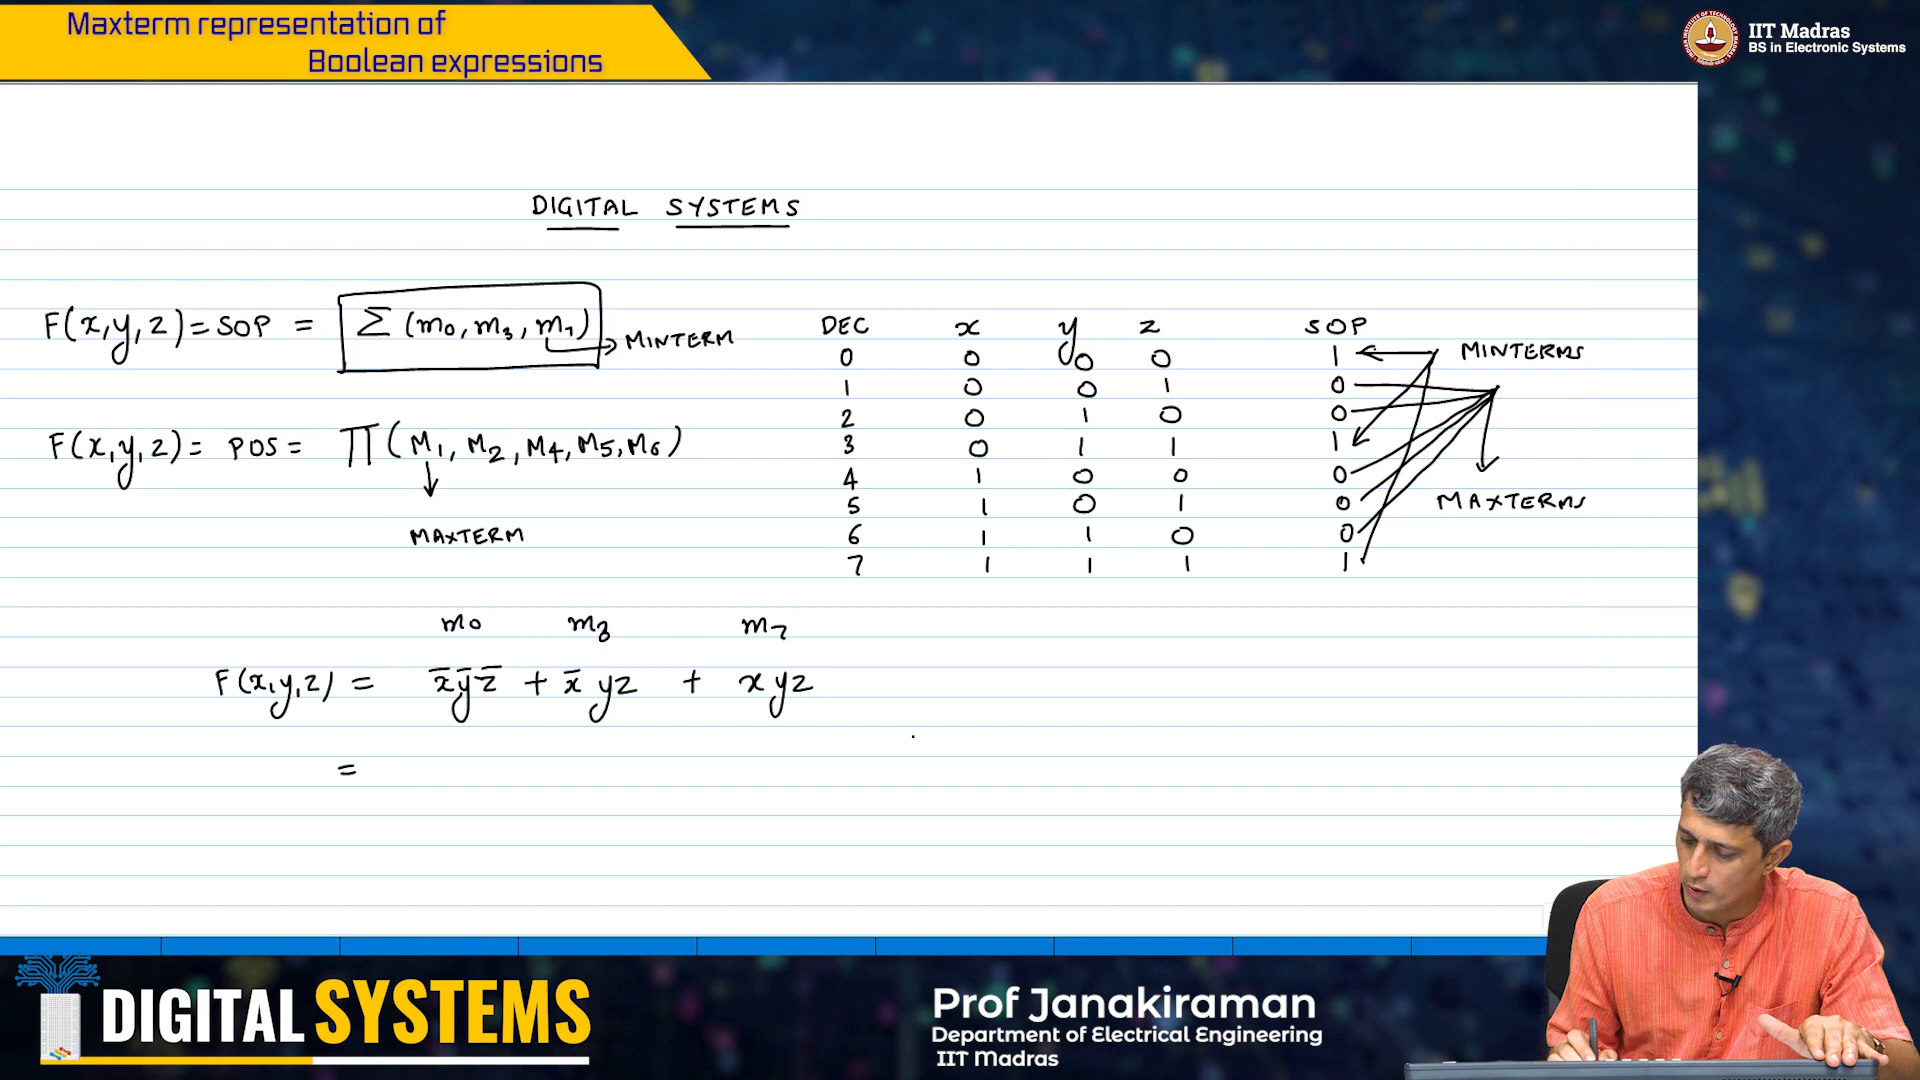 Maxterm representation of
Boolean expressions
IIT Madras
BS in Electronic Systems
DIGITAL SYSTEMS
F(x,y,z) = SOP = Σ (m0, m3, m7) → MINTERM
F(x,y,z) = POS = Π (M1, M2, M4, M5, M6)
MAXTERM
DEC x y z SOP
0 0 0 0 1
1 0 0 1 0
2 0 1 0 0
3 0 1 1 1
4 1 0 0 0
5 1 0 1 0
6 1 1 0 0
7 1 1 1 1
MINTERMS
MAXTERMS
m0 m3 m7
F(x,y,z) = x̄ȳz̄ + x̄yz + xyz
=
DIGITAL SYSTEMS
Prof Janakiraman
Department of Electrical Engineering
IIT Madras